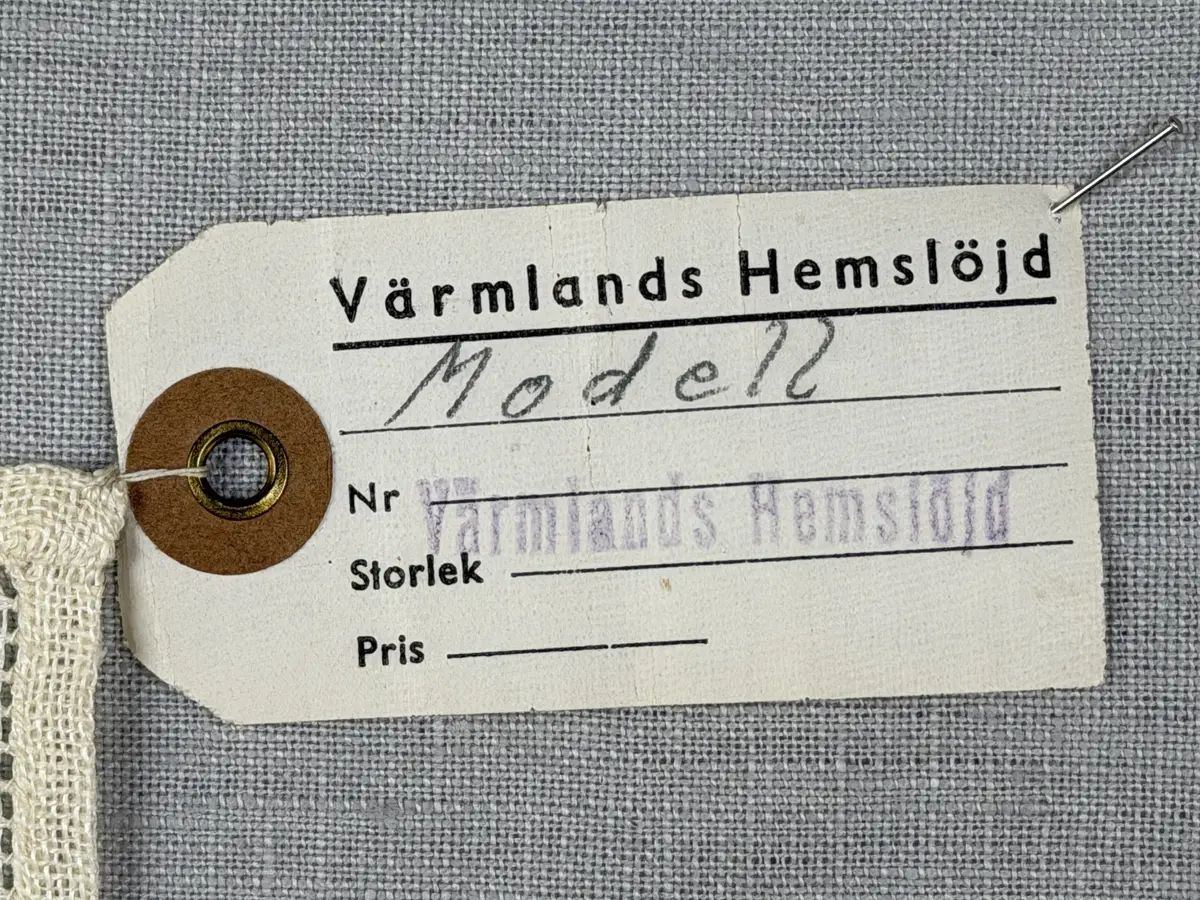 Värmlands Hemslöjd
Modell
Nr
Värmlands Hemslöjd
Storlek
Pris